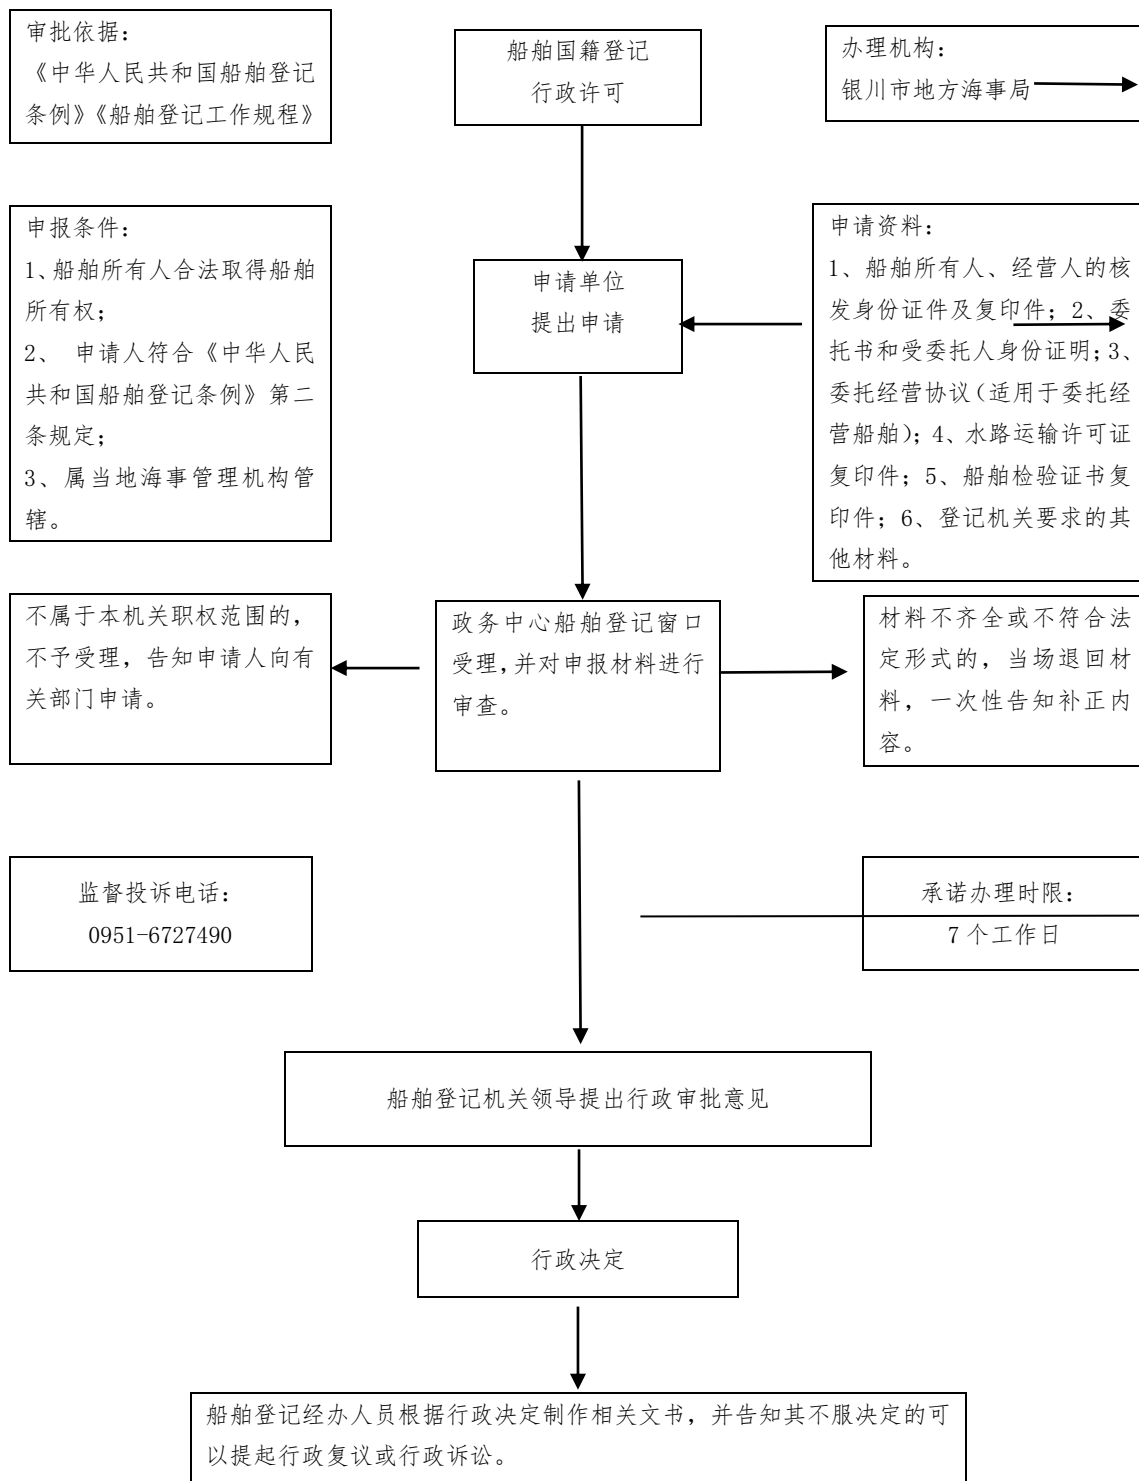 审批依据：
《中华人民共和国船舶登记
条例》《船舶登记工作规程》
船舶国籍登记
行政许可
办理机构：
银川市地方海事局
申报条件：
1、船舶所有人合法取得船舶
所有权；
2、 申请人符合《中华人民
共和国船舶登记条例》第二
条规定；
3、属当地海事管理机构管
辖。
申请单位
提出申请
申请资料：
1、船舶所有人、经营人的核
发身份证件及复印件；2、委
托书和受委托人身份证明；3、
委托经营协议（适用于委托经
营船舶）；4、水路运输许可证
复印件；5、船舶检验证书复
印件；6、登记机关要求的其
他材料。
不属于本机关职权范围的，
不予受理，告知申请人向有
关部门申请。
政务中心船舶登记窗口
受理，并对申报材料进行
审查。
材料不齐全或不符合法
定形式的，当场退回材
料，一次性告知补正内
容。
监督投诉电话：
0951-6727490
承诺办理时限：
7 个工作日
船舶登记机关领导提出行政审批意见
行政决定
船舶登记经办人员根据行政决定制作相关文书，并告知其不服决定的可
以提起行政复议或行政诉讼。